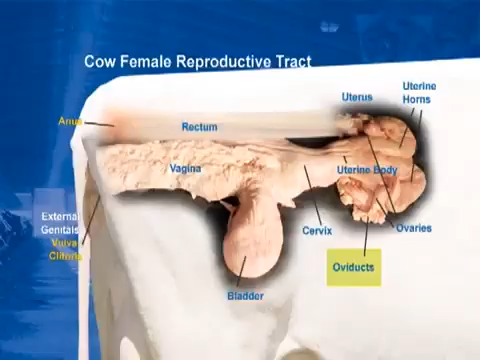 Cow Female Reproductive Tract
Uterine
Horns
Uterus
Anus
Rectum
Vagina
Uterine Body
External
Genitals
Vulva
Clitoris
Cervix
Ovaries
Oviducts
Bladder